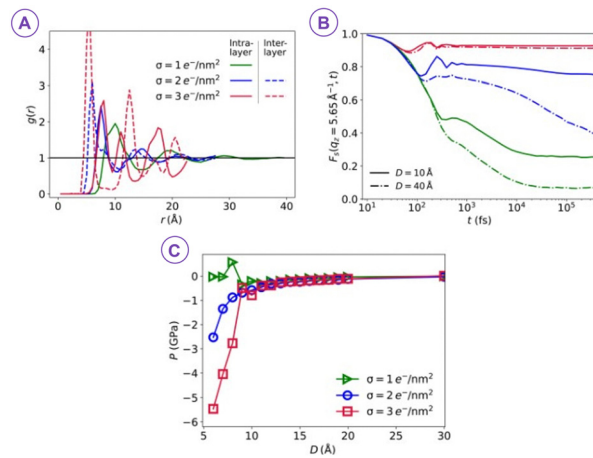 A
Intra-layer Inter-layer
σ = 1 e⁻/nm²
σ = 2 e⁻/nm²
σ = 3 e⁻/nm²
g(r)
4
3
2
1
0
0 10 20 30 40
r (Å)
B
F_s(q_z = 5.65 Å⁻¹, t)
1.0
0.8
0.6
0.4
0.2
0.0
D = 10 Å
D = 40 Å
10¹ 10² 10³ 10⁴ 10⁵
t (fs)
C
P (GPa)
1
0
−1
−2
−3
−4
−5
−6
σ = 1 e⁻/nm²
σ = 2 e⁻/nm²
σ = 3 e⁻/nm²
5 10 15 20 25 30
D (Å)